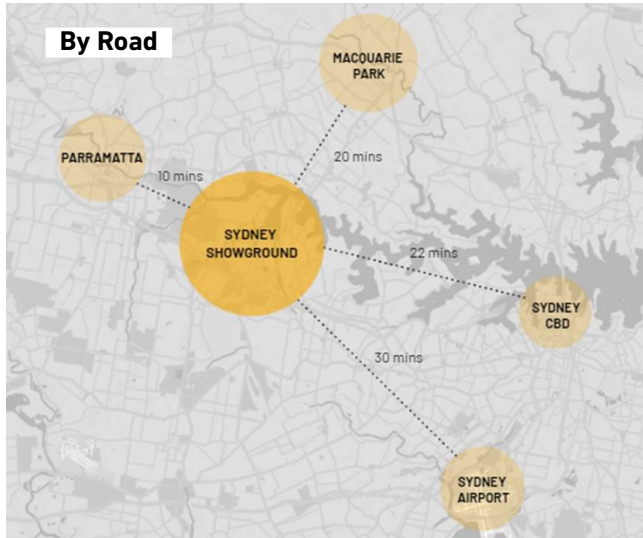 By Road
MACQUARIE
PARK
PARRAMATTA
20 mins
10 mins
SYDNEY
SHOWGROUND
22 mins
SYDNEY
CBD
30 mins
SYDNEY
AIRPORT